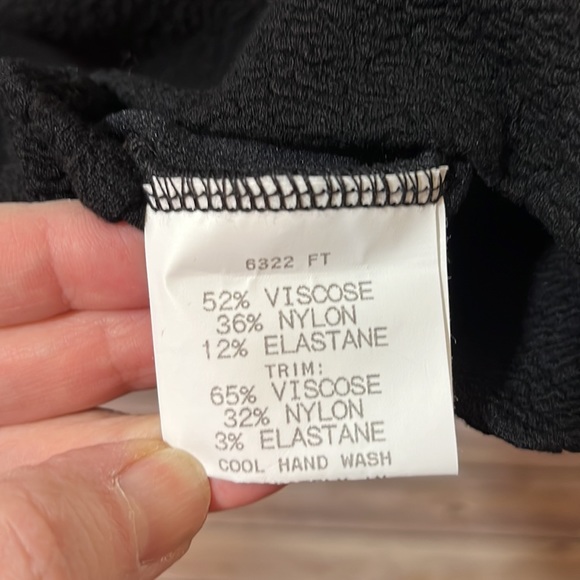 6322 FT
52% VISCOSE
36% NYLON
12% ELASTANE
TRIM:
65% VISCOSE
32% NYLON
3% ELASTANE
COOL HAND WASH